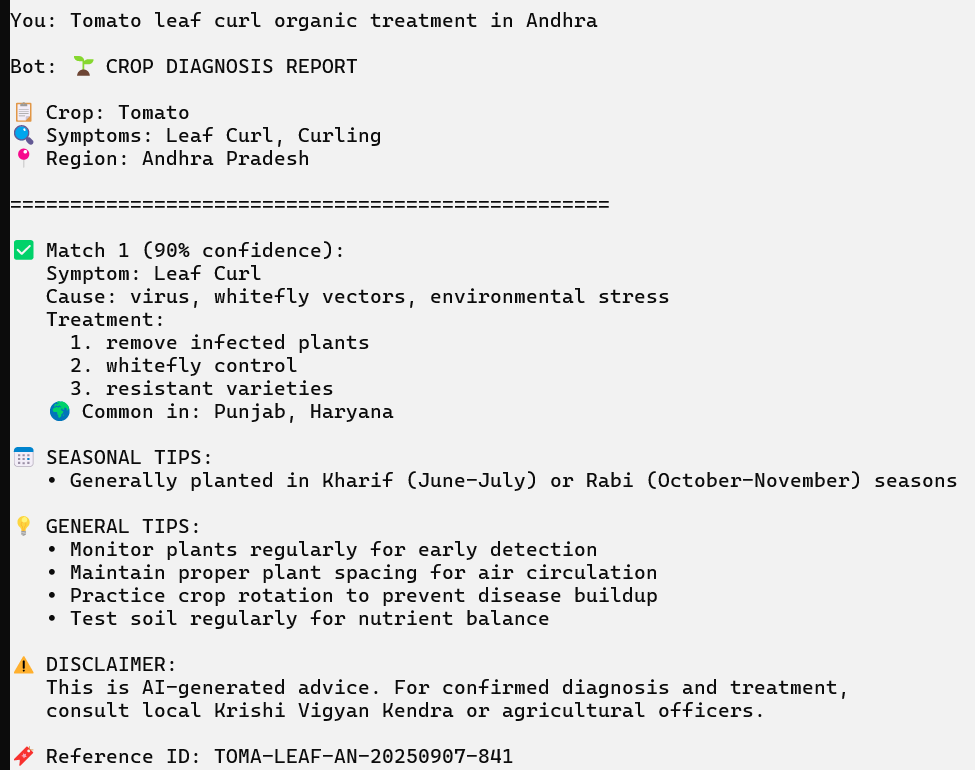 You: Tomato leaf curl organic treatment in Andhra
Bot: 🌱 CROP DIAGNOSIS REPORT
📋 Crop: Tomato
🔍 Symptoms: Leaf Curl, Curling
📍 Region: Andhra Pradesh
==================================================
✅ Match 1 (90% confidence):
Symptom: Leaf Curl
Cause: virus, whitefly vectors, environmental stress
Treatment:
1. remove infected plants
2. whitefly control
3. resistant varieties
🌍 Common in: Punjab, Haryana
📅 SEASONAL TIPS:
• Generally planted in Kharif (June-July) or Rabi (October-November) seasons
💡 GENERAL TIPS:
• Monitor plants regularly for early detection
• Maintain proper plant spacing for air circulation
• Practice crop rotation to prevent disease buildup
• Test soil regularly for nutrient balance
⚠️ DISCLAIMER:
This is AI-generated advice. For confirmed diagnosis and treatment,
consult local Krishi Vigyan Kendra or agricultural officers.
🔖 Reference ID: TOMA-LEAF-AN-20250907-841